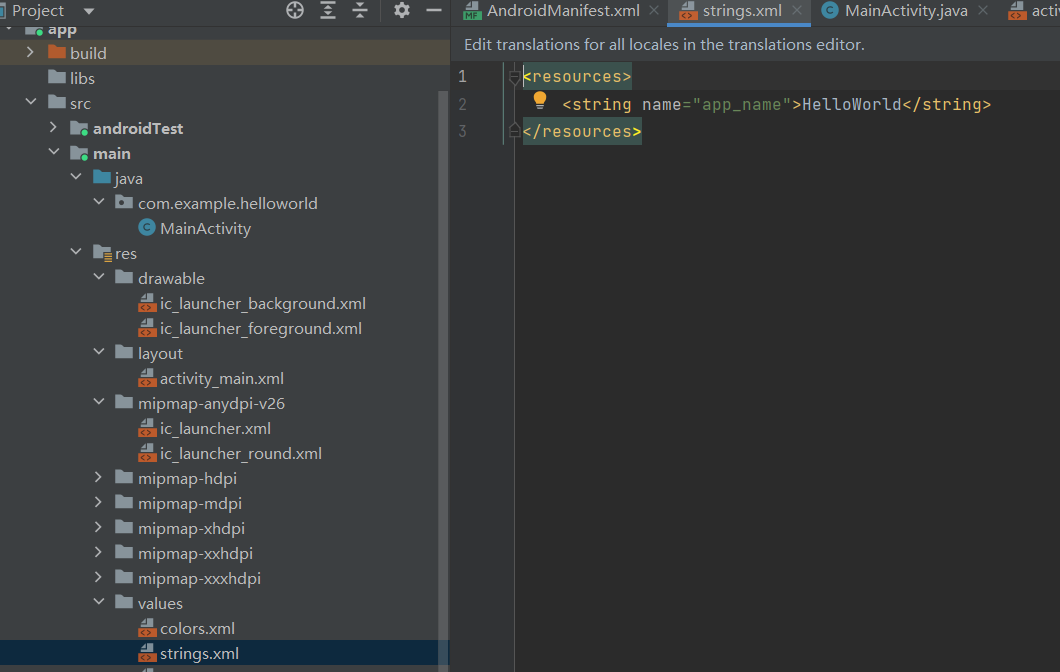 Project
app
build
libs
src
androidTest
main
java
com.example.helloworld
MainActivity
res
drawable
ic_launcher_background.xml
ic_launcher_foreground.xml
layout
activity_main.xml
mipmap-anydpi-v26
ic_launcher.xml
ic_launcher_round.xml
mipmap-hdpi
mipmap-mdpi
mipmap-xhdpi
mipmap-xxhdpi
mipmap-xxxhdpi
values
colors.xml
strings.xml
AndroidManifest.xml strings.xml MainActivity.java activ
Edit translations for all locales in the translations editor.
1 <resources>
2 <string name="app_name">HelloWorld</string>
3 </resources>